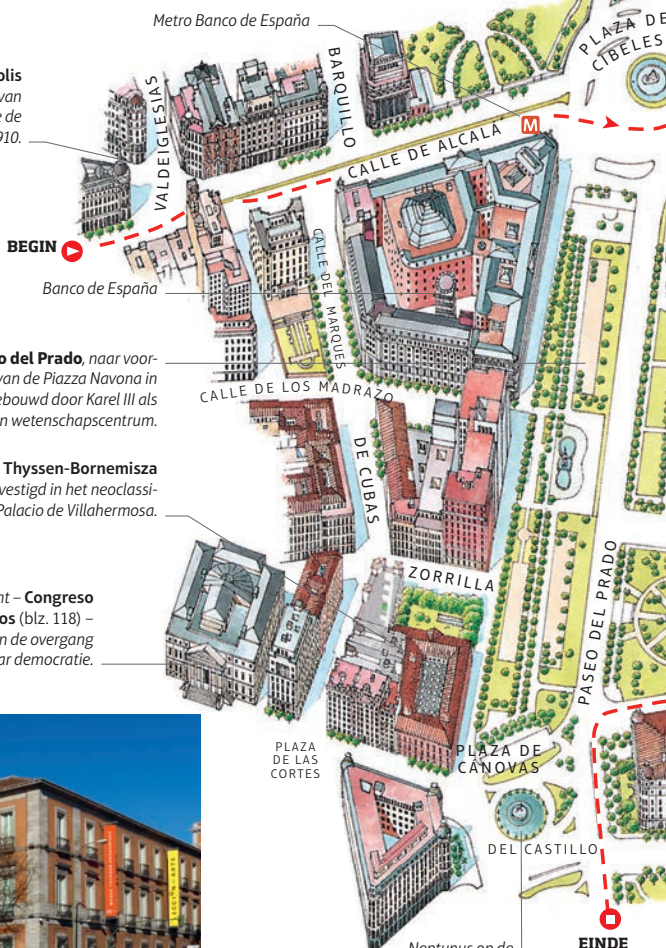 Metro Banco de España
PLAZA DE
CIBELES
BARQUILLO
VALDEIGLESIAS
polis
van
e de
910.
M
CALLE DE ALCALÁ
BEGIN
Banco de España
CALLE DEL MARQUES
o del Prado, naar voor-
van de Piazza Navona in
ebouwd door Karel III als
n wetenschapscentrum.
CALLE DE LOS MADRAZO
DE CUBAS
Thyssen-Bornemisza
vestigd in het neoclassi-
Palacio de Villahermosa.
ZORRILLA
PASEO DEL PRADO
nt – Congreso
os (blz. 118) –
n de overgang
ar democratie.
PLAZA
DE LAS
CORTES
PLAZA DE
CÁNOVAS
DEL CASTILLO
Neptunus op de
EINDE